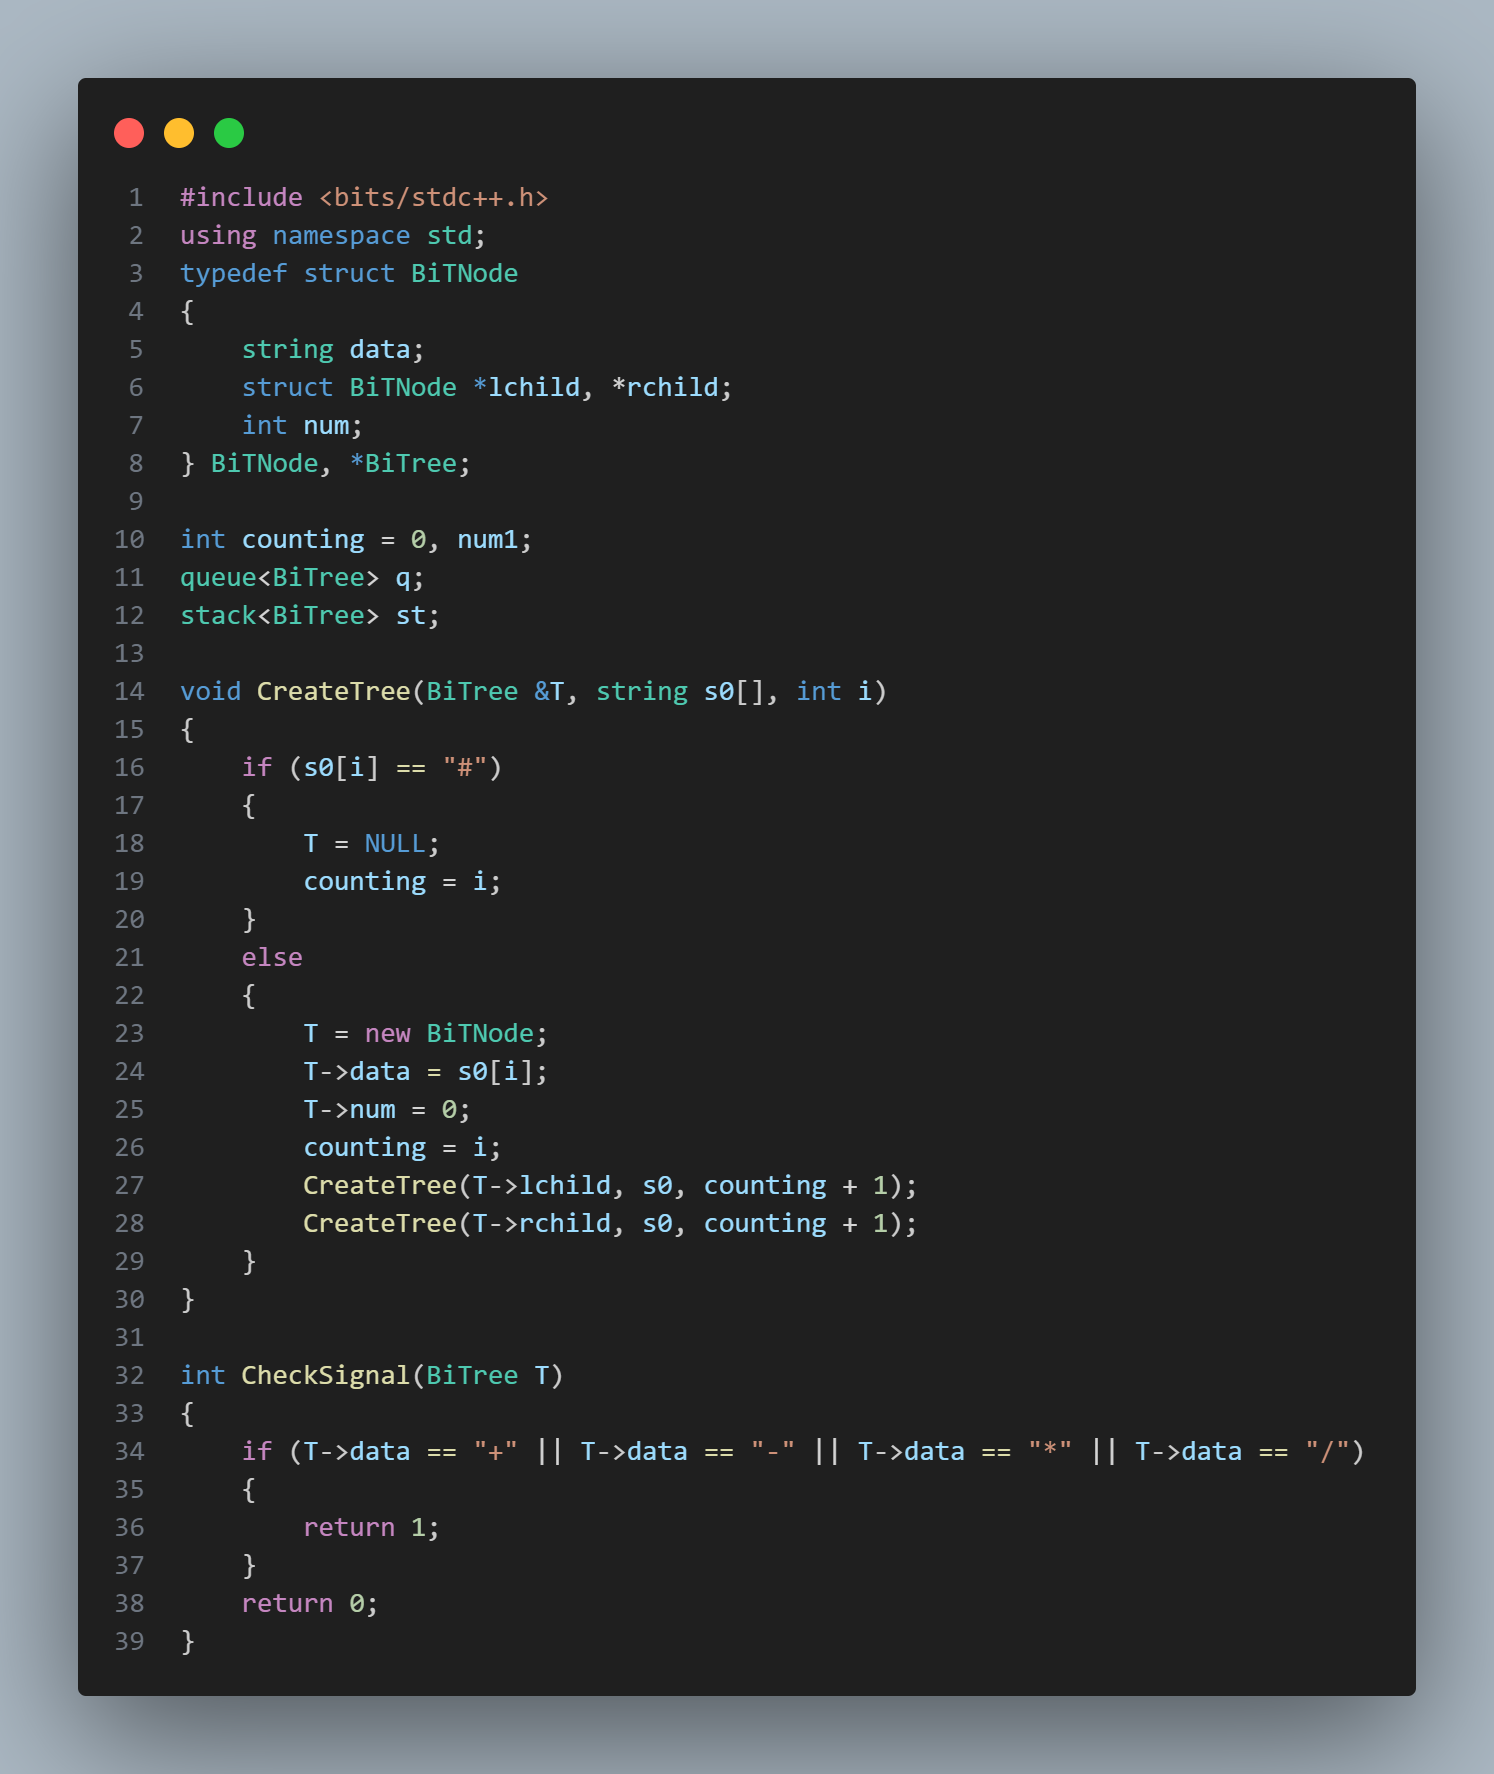 1 #include <bits/stdc++.h>
2 using namespace std;
3 typedef struct BiTNode
4 {
5     string data;
6     struct BiTNode *lchild, *rchild;
7     int num;
8 } BiTNode, *BiTree;
9
10 int counting = 0, num1;
11 queue<BiTree> q;
12 stack<BiTree> st;
13
14 void CreateTree(BiTree &T, string s0[], int i)
15 {
16     if (s0[i] == "#")
17     {
18         T = NULL;
19         counting = i;
20     }
21     else
22     {
23         T = new BiTNode;
24         T->data = s0[i];
25         T->num = 0;
26         counting = i;
27         CreateTree(T->lchild, s0, counting + 1);
28         CreateTree(T->rchild, s0, counting + 1);
29     }
30 }
31
32 int CheckSignal(BiTree T)
33 {
34     if (T->data == "+" || T->data == "-" || T->data == "*" || T->data == "/")
35     {
36         return 1;
37     }
38     return 0;
39 }